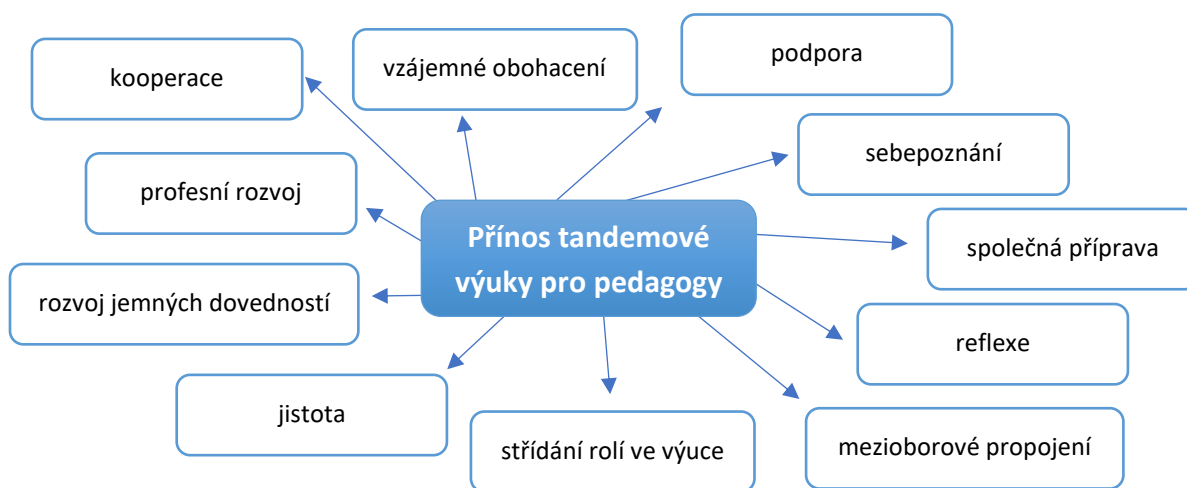 kooperace
vzájemné obohacení
podpora
sebepoznání
profesní rozvoj
Přínos tandemové
výuky pro pedagogy
společná příprava
rozvoj jemných dovedností
reflexe
jistota
střídání rolí ve výuce
mezioborové propojení